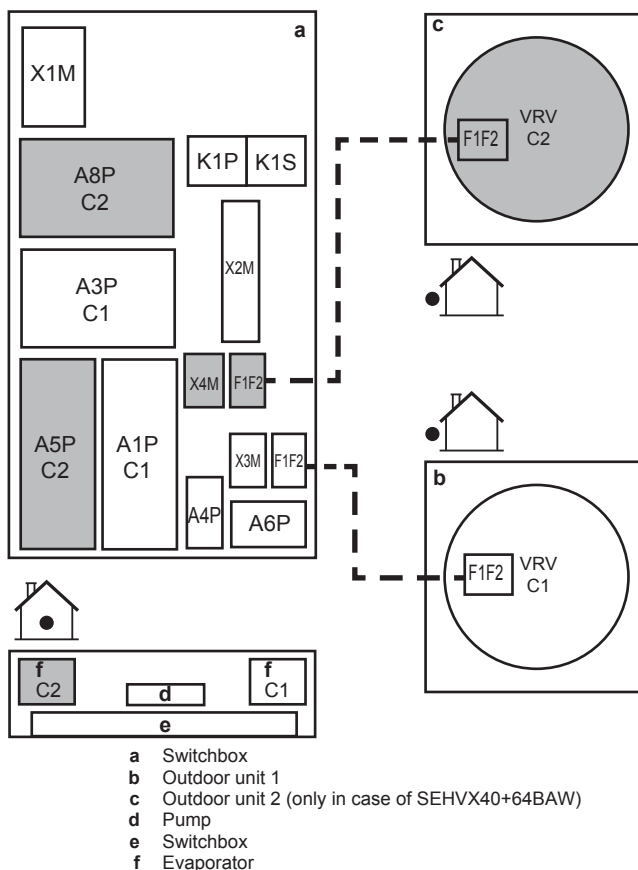 a
X1M
A8P
C2
K1P K1S
A3P
C1
X2M
X4M F1F2
A5P
C2
A1P
C1
X3M F1F2
A4P
A6P
c
F1F2
VRV
C2
b
F1F2
VRV
C1
f
C2
d
f
C1
e
a Switchbox
b Outdoor unit 1
c Outdoor unit 2 (only in case of SEHVX40+64BAW)
d Pump
e Switchbox
f Evaporator